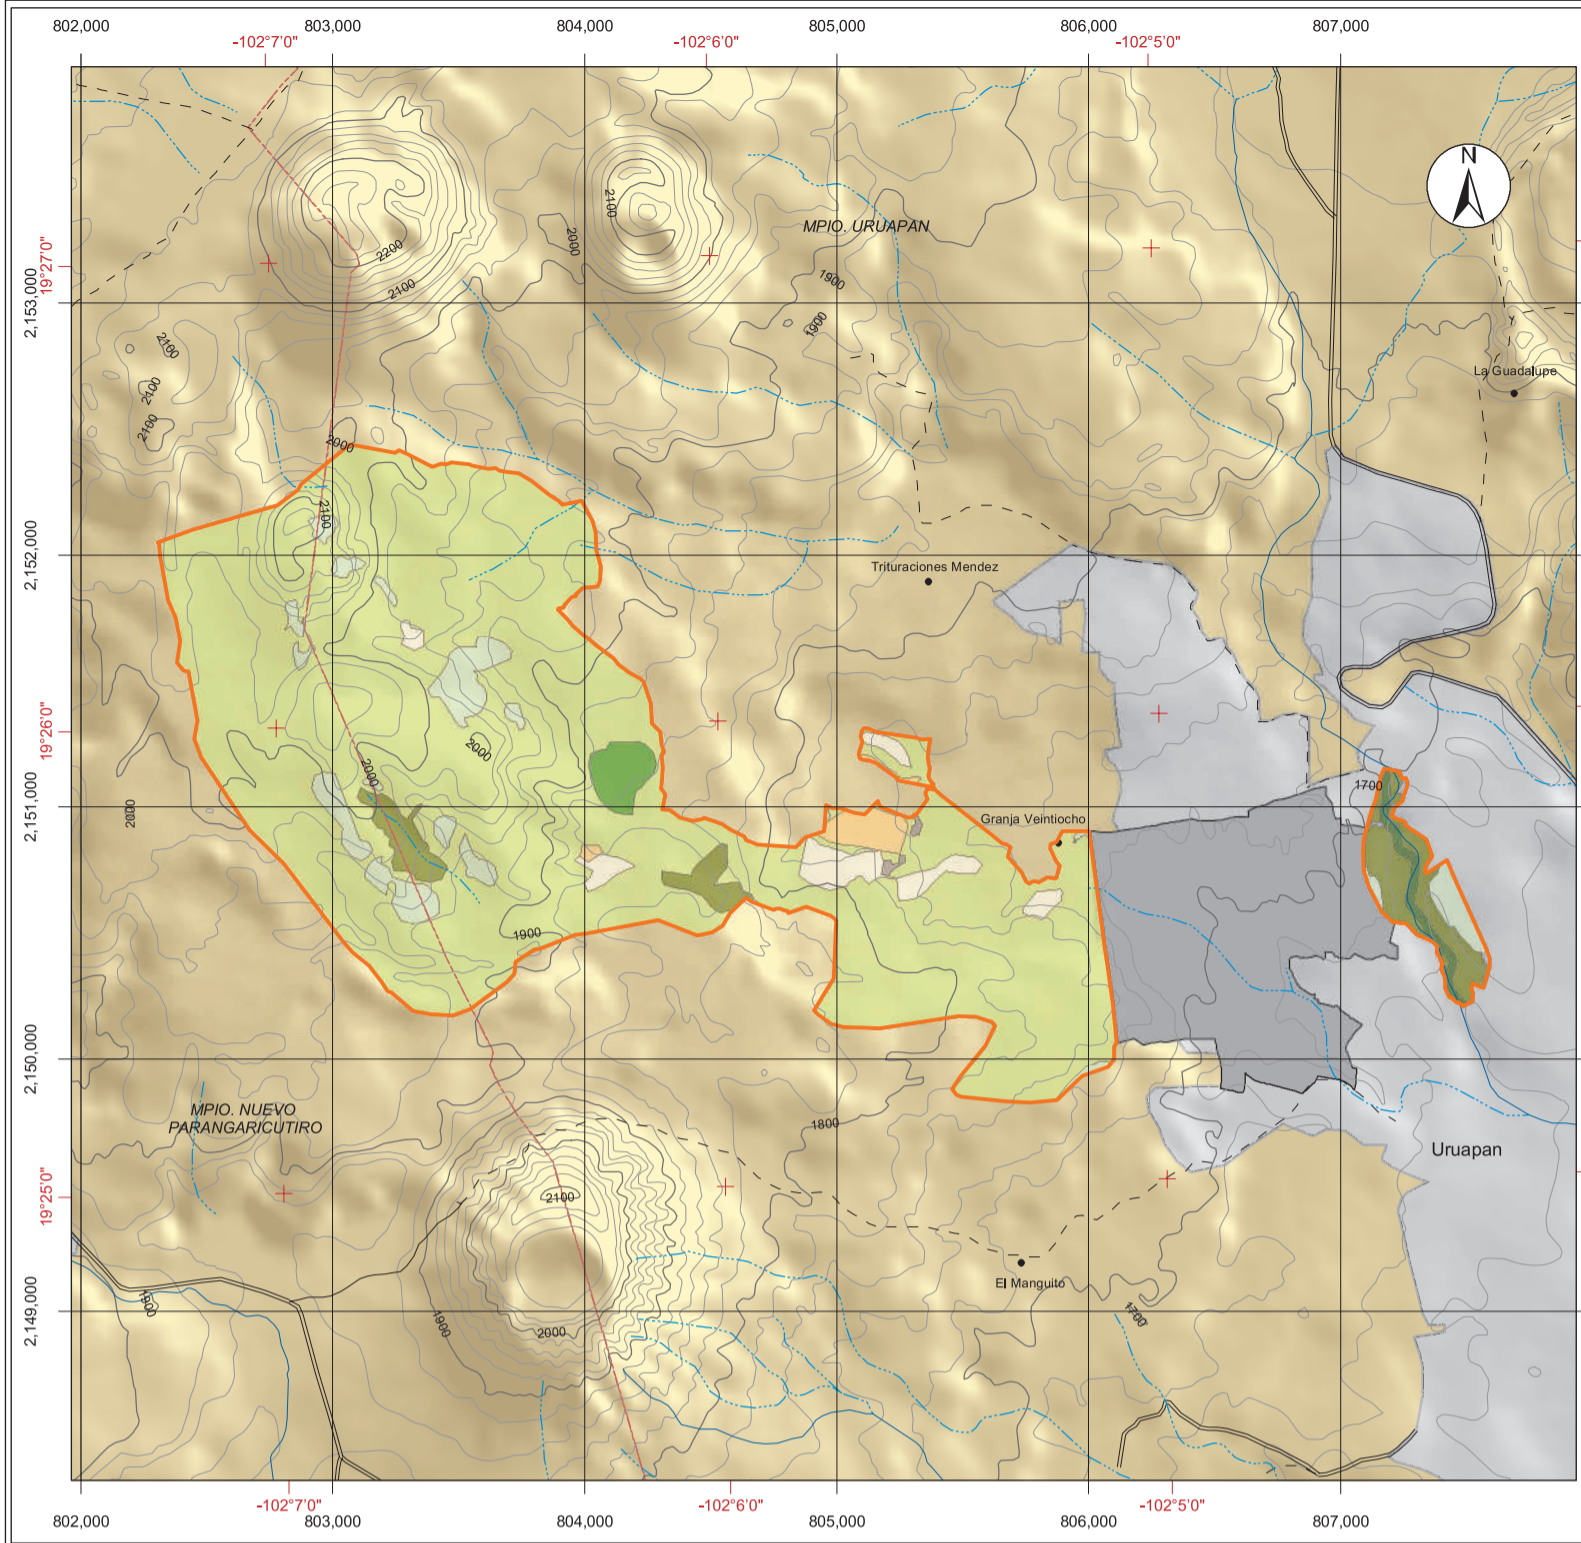 802,000 803,000 804,000 805,000 806,000 807,000
-102°7'0" -102°6'0" -102°5'0"
N
2100
MPIO. URUAPAN
2000
2200
19°27'0"
1900
2100
2,153,000
1900
2100
La Guadalupe
2100
2100
2000
2100
2,152,000
Trituraciones Mendez
19°26'0"
2000
2000
1700
2000
2,151,000
Granja Veintiocho
1900
2,150,000
MPIO. NUEVO
PARANGARICUTIRO
1800
Uruapan
19°25'0"
2100
El Manguito
1900
1700
2,149,000
1900
2000
-102°7'0" -102°6'0" -102°5'0"
802,000 803,000 804,000 805,000 806,000 807,000